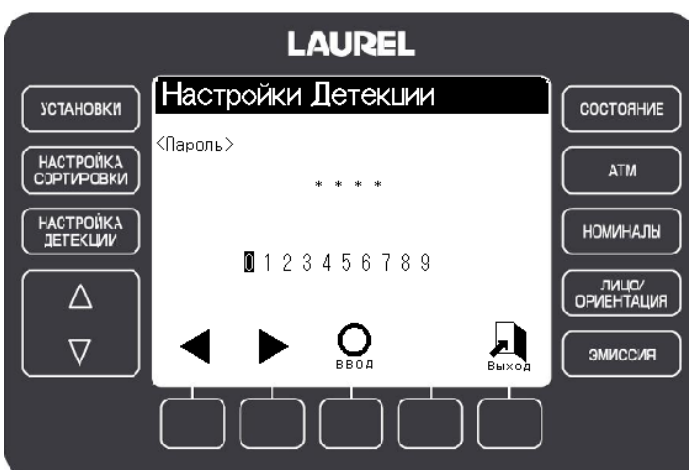 LAUREL
Настройки Детекции
<Пароль>
* * * *
0 1 2 3 4 5 6 7 8 9
ВВОД
Выход
УСТАНОВКИ
НАСТРОЙКА
СОРТИРОВКИ
НАСТРОЙКА
ДЕТЕКЦИИ
СОСТОЯНИЕ
АТМ
НОМИНАЛЫ
ЛИЦО/
ОРИЕНТАЦИЯ
ЭМИССИЯ